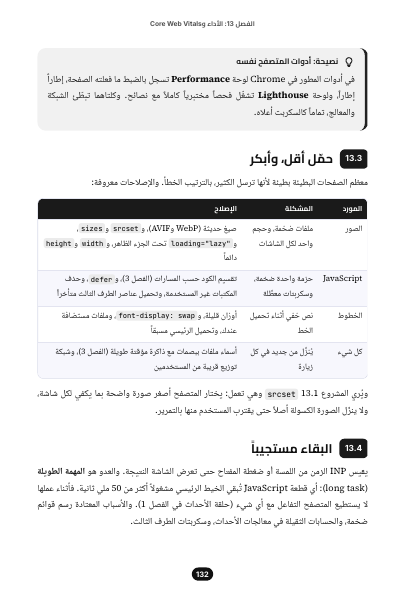 الفصل 13: الأداء وCore Web Vitals
نصيحة: أدوات المتصفح نفسه
في أدوات المطور في Chrome لوحة Performance تسجل بالضبط ما فعلته الصفحة، إطاراً
إطاراً، ولوحة Lighthouse تشغّل فحصاً مختبرياً كاملاً مع نصائح. وكلتاهما تبطّئ الشبكة
والمعالج، تماماً كالسكربت أعلاه.
13.3 حمّل أقل، وأبكر
معظم الصفحات البطيئة بطيئة لأنها ترسل الكثير، بالترتيب الخطأ. والإصلاحات معروفة:
المورد المشكلة الإصلاح
الصور ملفات ضخمة، وحجم صيغ حديثة (WebP وAVIF)، و srcset و sizes ،
واحد لكل الشاشات و loading="lazy" تحت الجزء الظاهر، و width و height
دائماً
JavaScript حزمة واحدة ضخمة، تقسيم الكود حسب المسارات (الفصل 3)، و defer ، وحذف
وسكربتات معطّلة المكتبات غير المستخدمة، وتحميل عناصر الطرف الثالث متأخراً
الخطوط نص خفي أثناء تحميل أوزان قليلة، و font-display: swap ، وملفات مستضافة
الخط عندك، وتحميل الرئيسي مسبقاً
كل شيء يُنزَّل من جديد في كل أسماء ملفات ببصمات مع ذاكرة مؤقتة طويلة (الفصل 3)، وشبكة
زيارة توزيع قريبة من المستخدمين
ويُري المشروع 13.1 srcset وهي تعمل: يختار المتصفح أصغر صورة واضحة بما يكفي لكل شاشة،
ولا ينزّل الصورة الكسولة أصلاً حتى يقترب المستخدم منها بالتمرير.
13.4 البقاء مستجيباً
يقيس INP الزمن من اللمسة أو ضغطة المفتاح حتى تعرض الشاشة النتيجة. والعدو هو المهمة الطويلة
(long task): أي قطعة JavaScript تُبقي الخيط الرئيسي مشغولاً أكثر من 50 ملي ثانية. فأثناء عملها
لا يستطيع المتصفح التفاعل مع أي شيء (حلقة الأحداث في الفصل 1). والأسباب المعتادة رسم قوائم
ضخمة، والحسابات الثقيلة في معالجات الأحداث، وسكربتات الطرف الثالث.
132